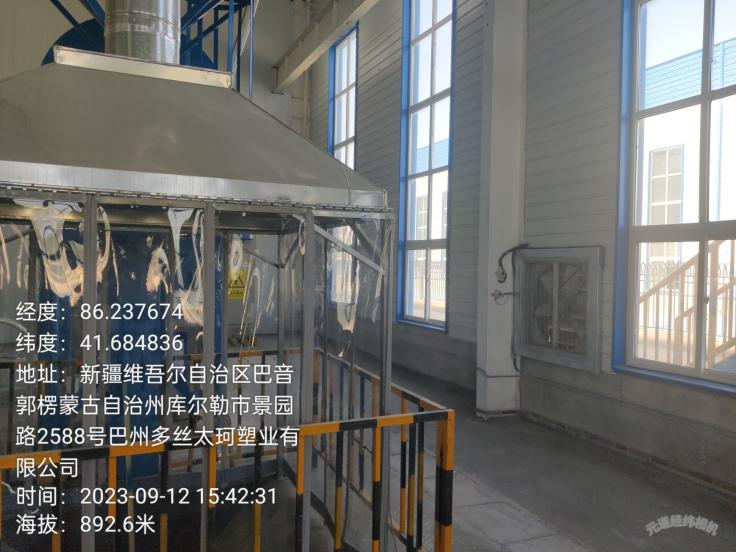 经度：86.237674
纬度：41.684836
地址：新疆维吾尔自治区巴音
郭楞蒙古自治州库尔勒市景园
路2588号巴州多丝太珂塑业有
限公司
时间：2023-09-12 15:42:31
海拔：892.6米
元道经纬相机